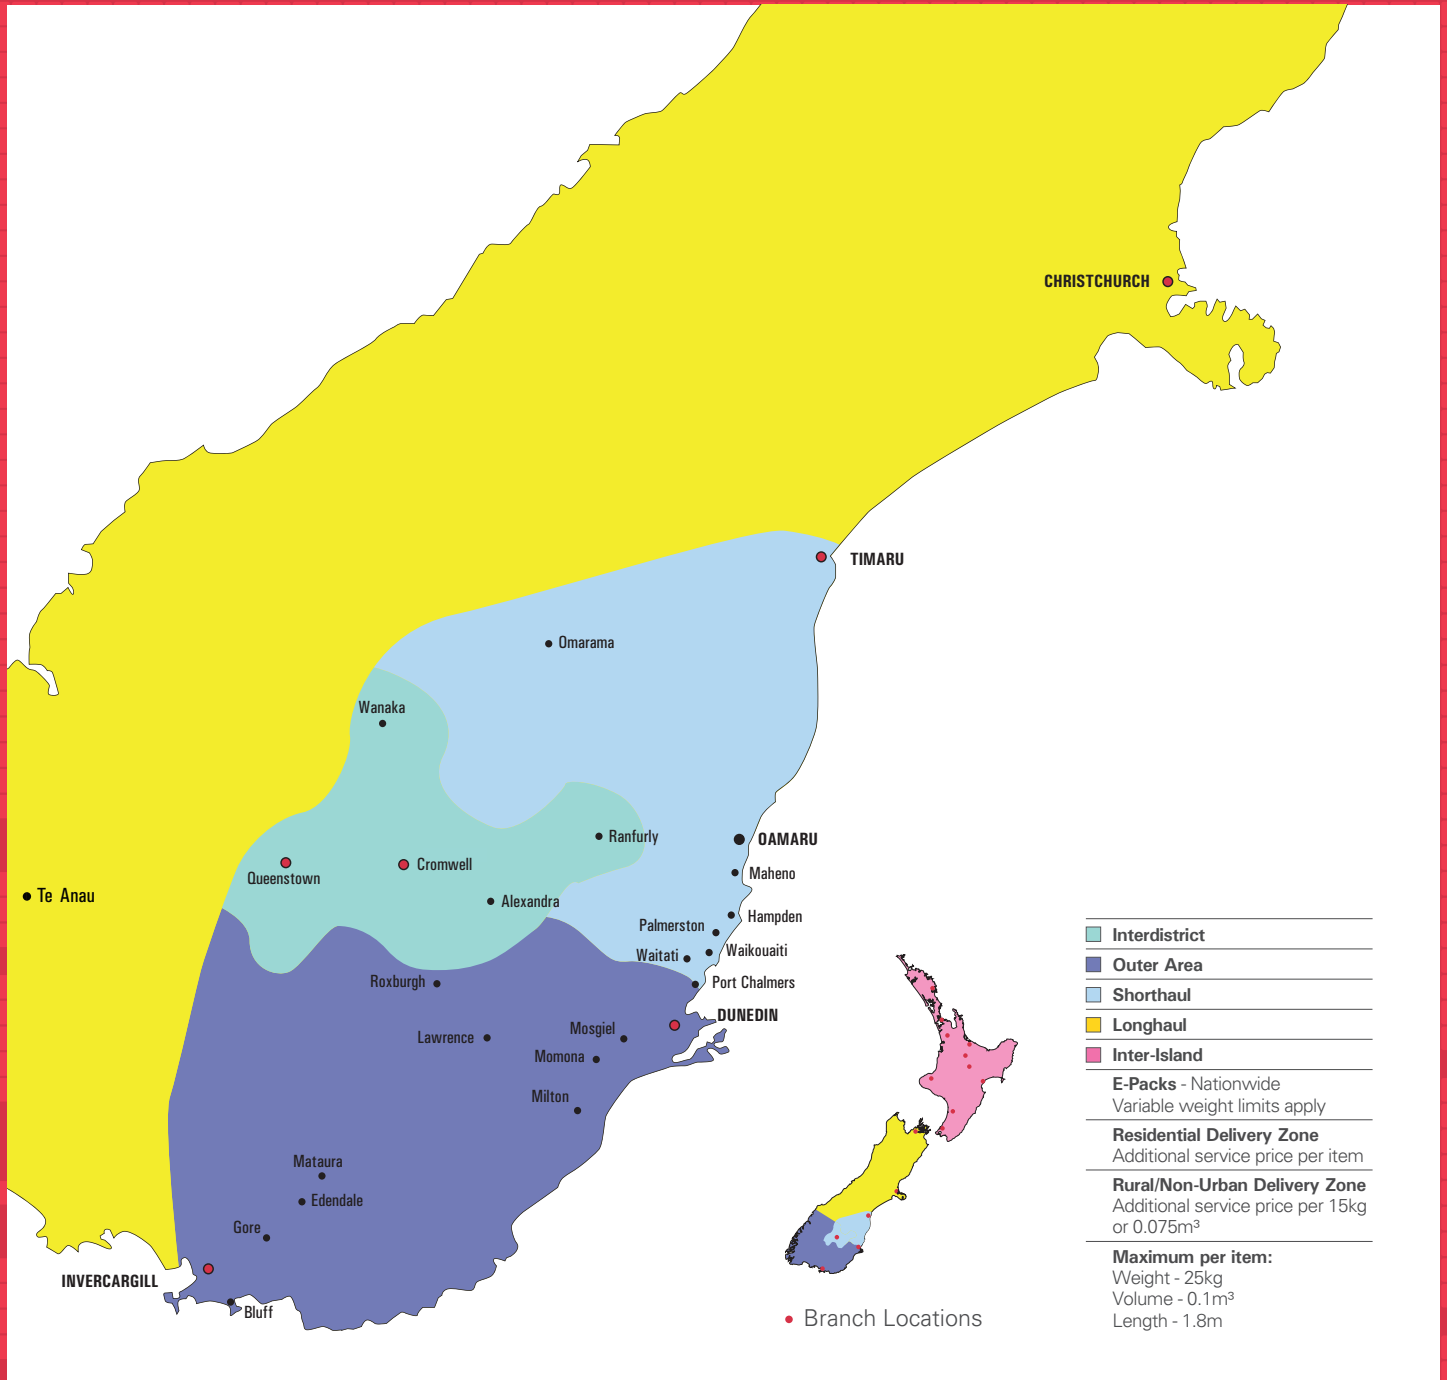 CHRISTCHURCH
TIMARU
Omarama
Wanaka
Ranfurly
OAMARU
Cromwell
Queenstown
Maheno
Te Anau
Alexandra
Hampden
Palmerston
Waikouaiti
Waitati
Roxburgh
Port Chalmers
DUNEDIN
Mosgiel
Lawrence
Momona
Milton
Mataura
Edendale
Gore
INVERCARGILL
Bluff
Interdistrict
Outer Area
Shorthaul
Longhaul
Inter-Island
E-Packs - Nationwide
Variable weight limits apply
Residential Delivery Zone
Additional service price per item
Rural/Non-Urban Delivery Zone
Additional service price per 15kg
or 0.075m³
Maximum per item:
Weight - 25kg
Volume - 0.1m³
Length - 1.8m
Branch Locations